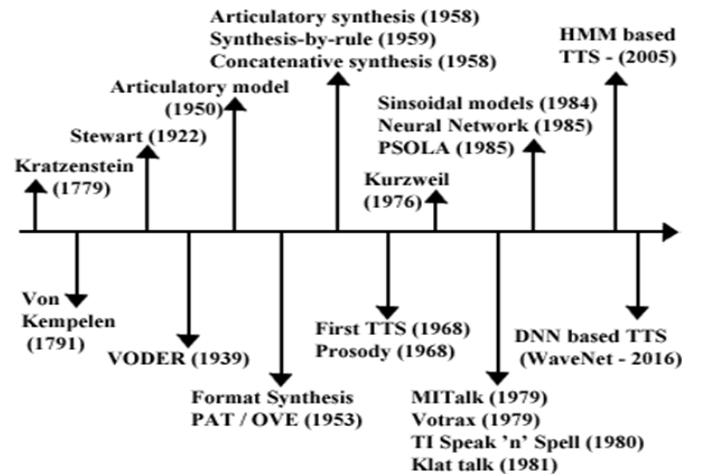 Articulatory synthesis (1958)
Synthesis-by-rule (1959)
Concatenative synthesis (1958)
HMM based
TTS - (2005)
Articulatory model
(1950)
Sinsoidal models (1984)
Neural Network (1985)
PSOLA (1985)
Stewart (1922)
Kratzenstein
(1779)
Kurzweil
(1976)
Von
Kempelen
(1791)
VODER (1939)
First TTS (1968)
Prosody (1968)
DNN based TTS
(WaveNet - 2016)
Format Synthesis
PAT / OVE (1953)
MITalk (1979)
Votrax (1979)
TI Speak 'n' Spell (1980)
Klat talk (1981)